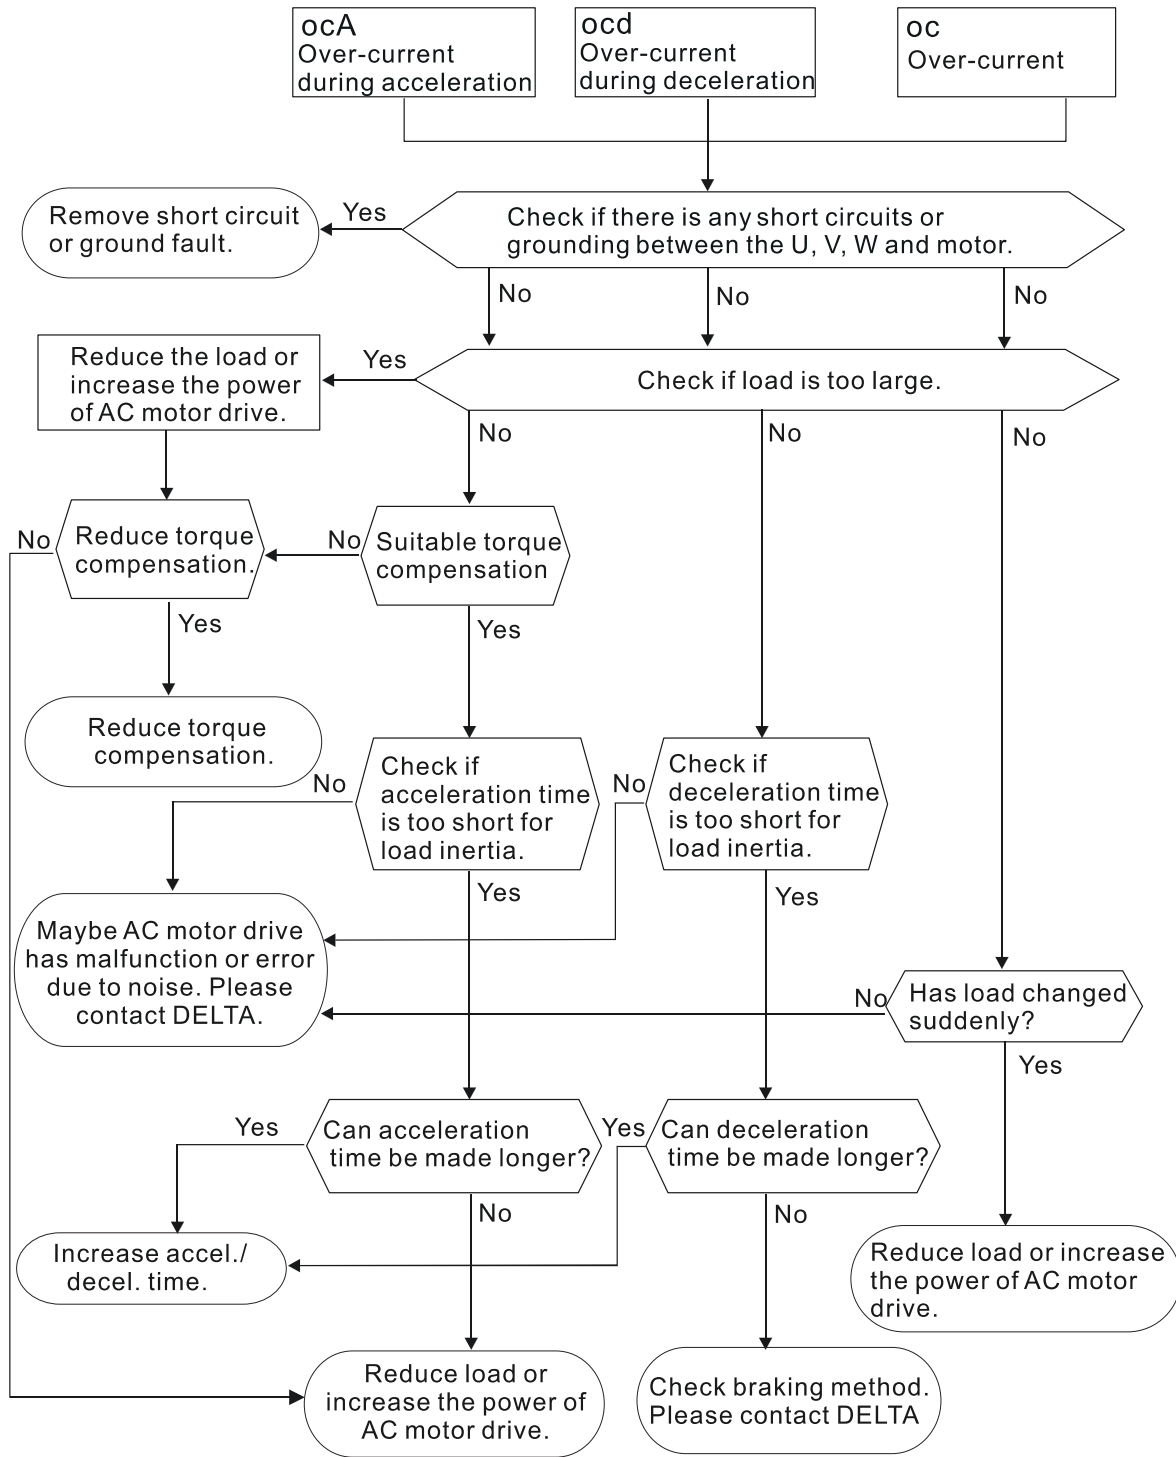 ocA
Over-current
during acceleration
ocd
Over-current
during deceleration
oc
Over-current
Remove short circuit
or ground fault.
Yes
Check if there is any short circuits or
grounding between the U, V, W and motor.
No
No
No
Reduce the load or
increase the power
of AC motor drive.
Yes
Check if load is too large.
No
No
No
No
Reduce torque
compensation.
No
Suitable torque
compensation
Yes
Yes
Reduce torque
compensation.
No
Check if
acceleration time
is too short for
load inertia.
No
Check if
deceleration time
is too short for
load inertia.
Yes
Yes
Maybe AC motor drive
has malfunction or error
due to noise. Please
contact DELTA.
No
Has load changed
suddenly?
Yes
Yes
Can acceleration
time be made longer?
Yes
Can deceleration
time be made longer?
No
No
Increase accel./
decel. time.
Reduce load or increase
the power of AC motor
drive.
Reduce load or
increase the power of
AC motor drive.
Check braking method.
Please contact DELTA